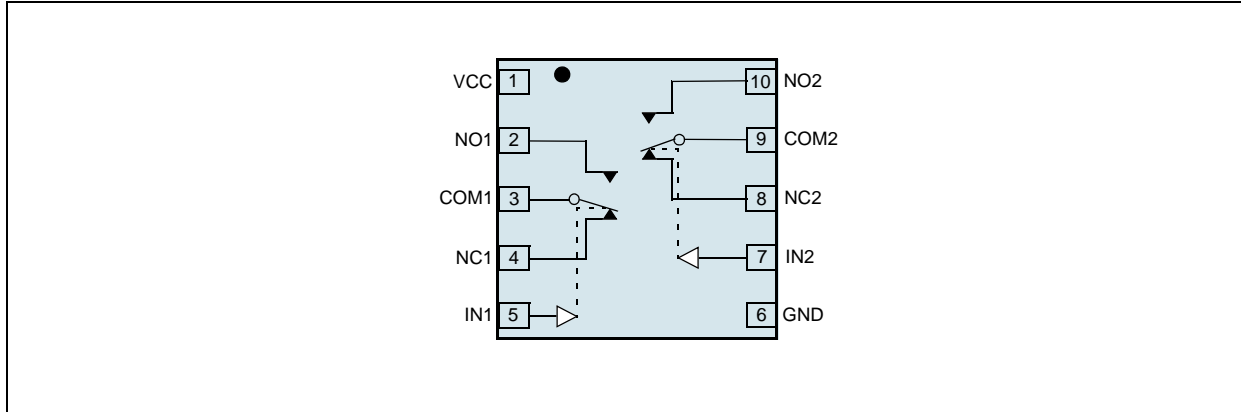 VCC 1 10 NO2
NO1 2 9 COM2
COM1 3 8 NC2
NC1 4 7 IN2
IN1 5 6 GND